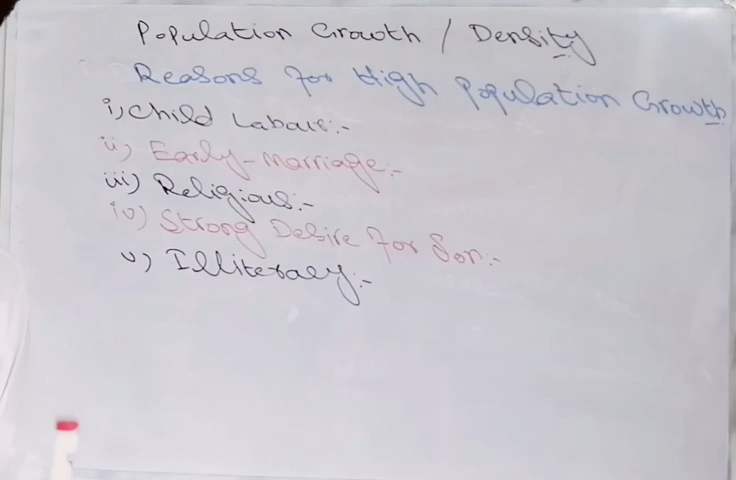 Population Growth / Density
Reasons for High Population Growth
i, Child Labour:-
ii) Early-marriage:-
iii) Religious:-
iv) Strong Desire for Son:-
v) Illiteracy:-